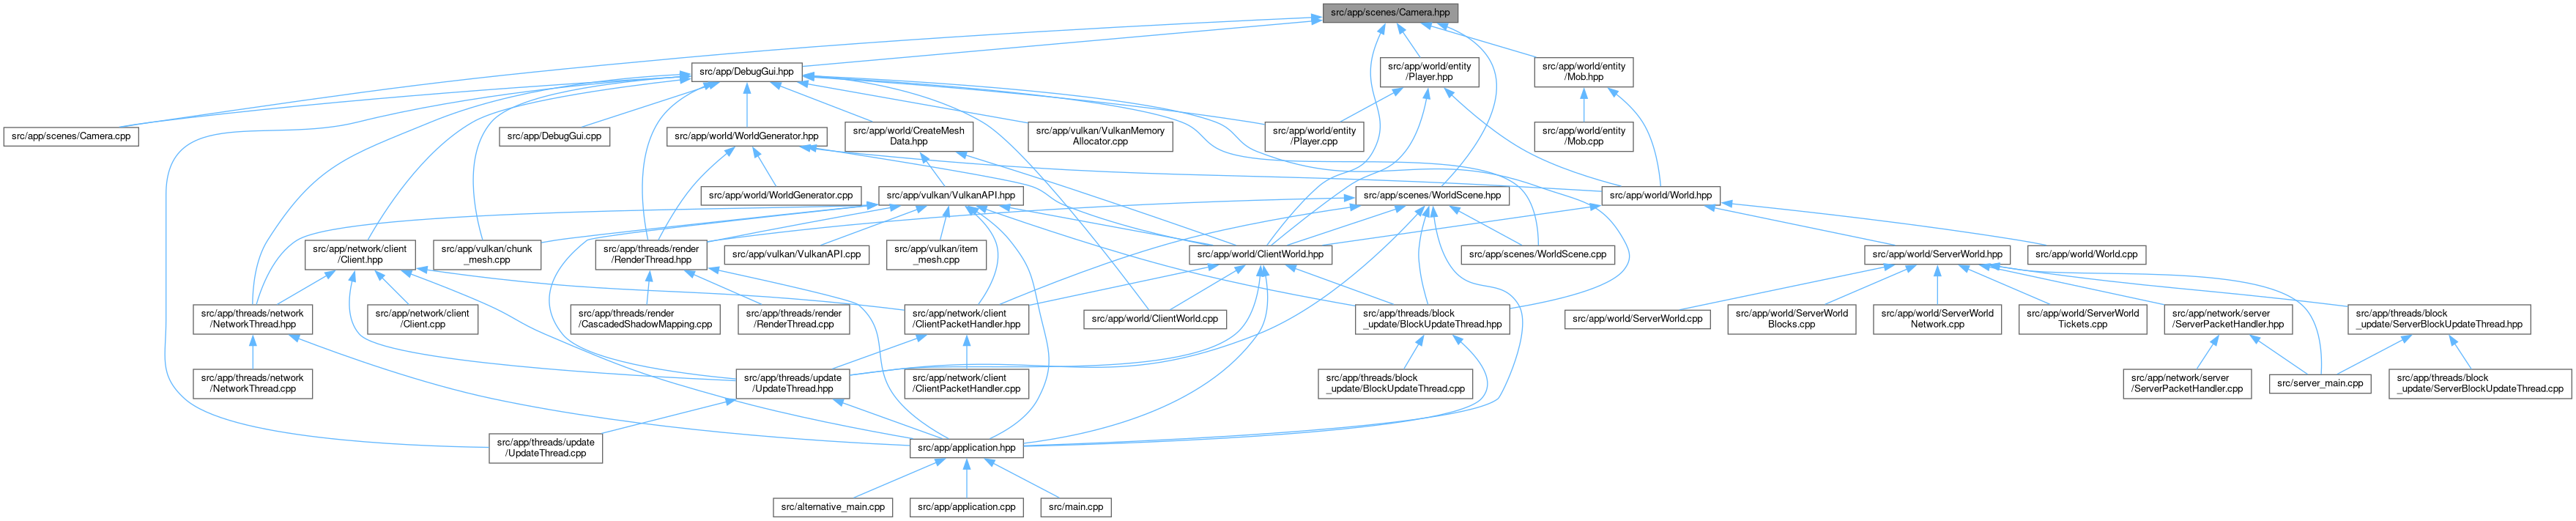 src/app/scenes/Camera.hpp
src/app/DebugGui.hpp
src/app/world/entity
/Player.hpp
src/app/world/entity
/Mob.hpp
src/app/scenes/Camera.cpp
src/app/DebugGui.cpp
src/app/world/WorldGenerator.hpp
src/app/world/CreateMesh
Data.hpp
src/app/vulkan/VulkanMemory
Allocator.cpp
src/app/world/entity
/Player.cpp
src/app/world/entity
/Mob.cpp
src/app/world/WorldGenerator.cpp
src/app/vulkan/VulkanAPI.hpp
src/app/scenes/WorldScene.hpp
src/app/world/World.hpp
src/app/network/client
/Client.hpp
src/app/vulkan/chunk
_mesh.cpp
src/app/threads/render
/RenderThread.hpp
src/app/vulkan/VulkanAPI.cpp
src/app/vulkan/item
_mesh.cpp
src/app/world/ClientWorld.hpp
src/app/scenes/WorldScene.cpp
src/app/world/ServerWorld.hpp
src/app/world/World.cpp
src/app/threads/network
/NetworkThread.hpp
src/app/network/client
/Client.cpp
src/app/threads/render
/CascadedShadowMapping.cpp
src/app/threads/render
/RenderThread.cpp
src/app/network/client
/ClientPacketHandler.hpp
src/app/world/ClientWorld.cpp
src/app/threads/block
_update/BlockUpdateThread.hpp
src/app/world/ServerWorld.cpp
src/app/world/ServerWorld
Blocks.cpp
src/app/world/ServerWorld
Network.cpp
src/app/world/ServerWorld
Tickets.cpp
src/app/network/server
/ServerPacketHandler.hpp
src/app/threads/block
_update/ServerBlockUpdateThread.hpp
src/app/threads/network
/NetworkThread.cpp
src/app/threads/update
/UpdateThread.hpp
src/app/network/client
/ClientPacketHandler.cpp
src/app/threads/block
_update/BlockUpdateThread.cpp
src/app/network/server
/ServerPacketHandler.cpp
src/server_main.cpp
src/app/threads/block
_update/ServerBlockUpdateThread.cpp
src/app/threads/update
/UpdateThread.cpp
src/app/application.hpp
src/alternative_main.cpp
src/app/application.cpp
src/main.cpp